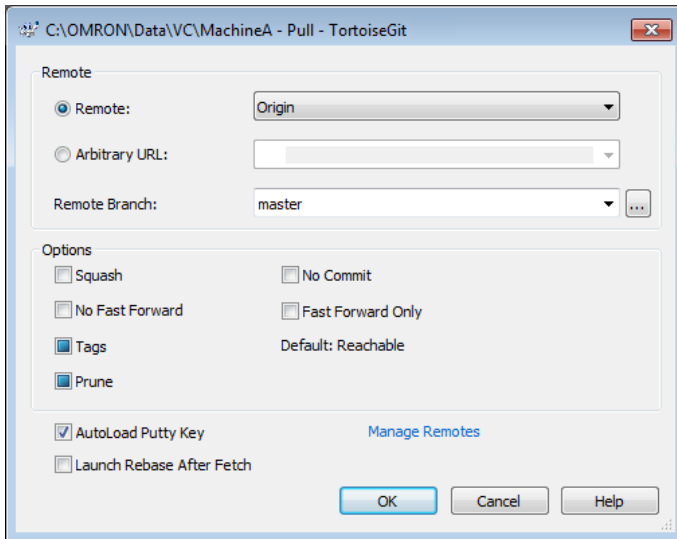 C:\OMRON\Data\VC\MachineA - Pull - TortoiseGit
Remote
Remote:
Origin
Arbitrary URL:
Remote Branch:
master
...
Options
Squash
No Commit
No Fast Forward
Fast Forward Only
Tags
Default: Reachable
Prune
AutoLoad Putty Key
Manage Remotes
Launch Rebase After Fetch
OK
Cancel
Help